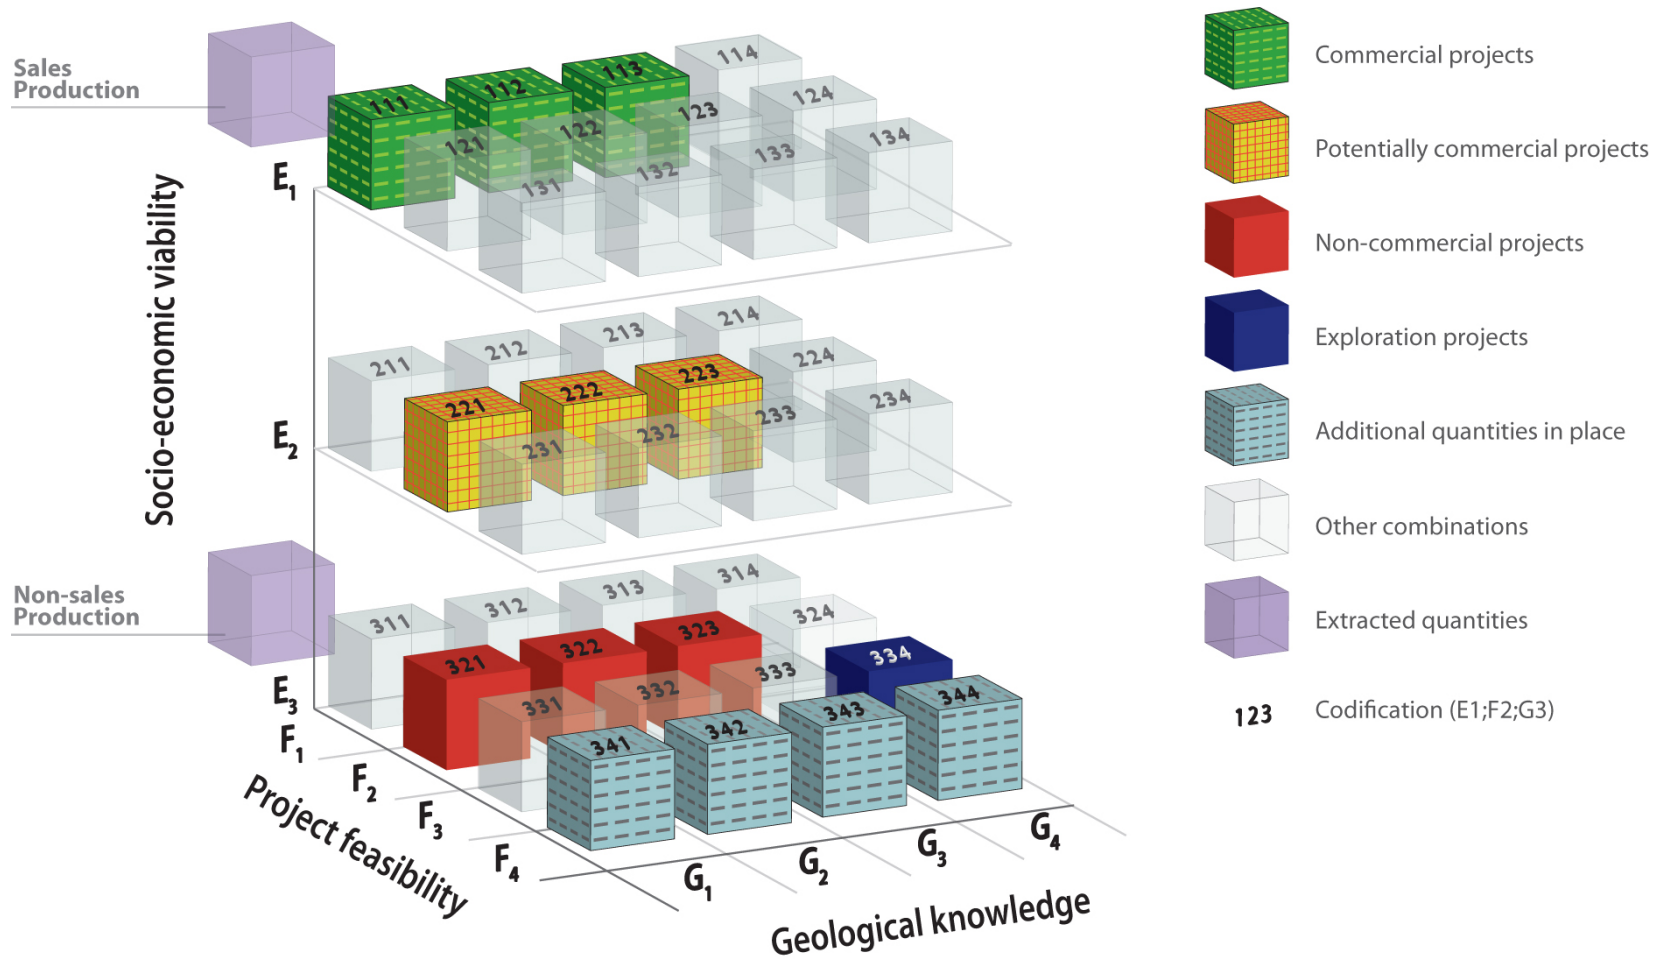 Sales
Production
Socio-economic viability
Non-sales
Production
E1
E2
E3
F1
F2
F3
F4
Project feasibility
G1
G2
G3
G4
Geological knowledge
111
112
113
114
121
122
123
124
131
132
133
134
211
212
213
214
221
222
223
224
231
232
233
234
311
312
313
314
321
322
323
324
331
332
333
334
341
342
343
344
Commercial projects
Potentially commercial projects
Non-commercial projects
Exploration projects
Additional quantities in place
Other combinations
Extracted quantities
123 Codification (E1;F2;G3)